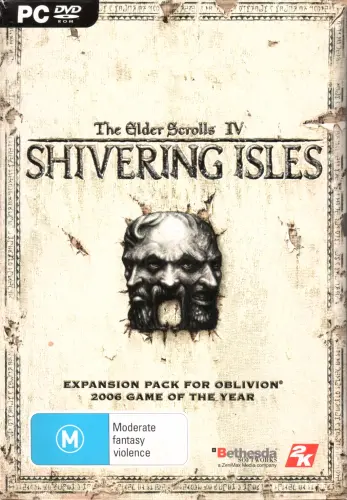 PC DVD
ROM
The Elder Scrolls IV
SHIVERING ISLES
EXPANSION PACK FOR OBLIVION®
2006 GAME OF THE YEAR
M
Moderate
fantasy
violence
Bethesda
SOFTWORKS
a ZeniMax Media company
2K